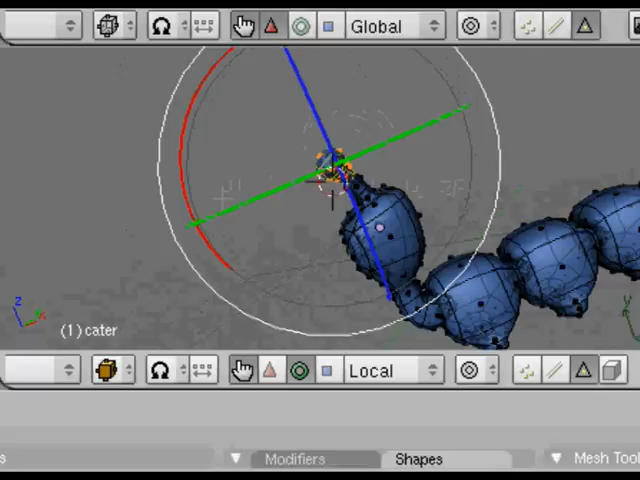 Global
z
y
(1) cater
Local
s
Modifiers
Shapes
Mesh Tool